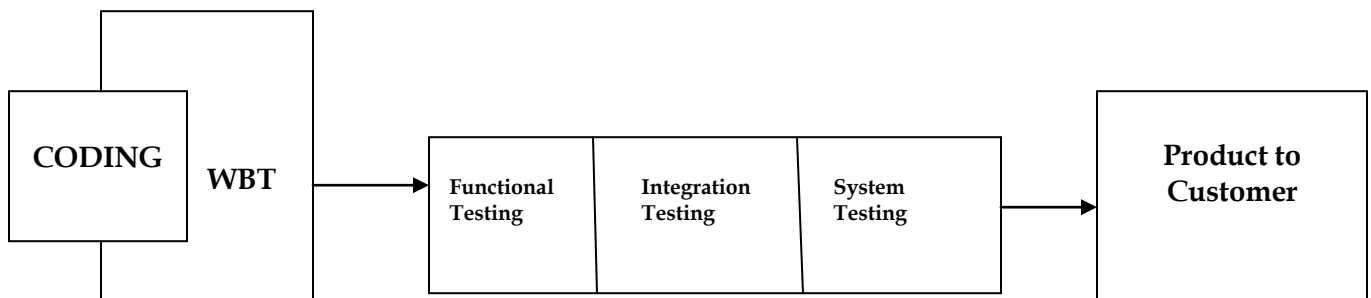 CODING
WBT
Functional
Testing
Integration
Testing
System
Testing
Product to
Customer